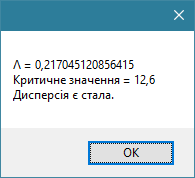 Λ = 0,217045120856415
Критичне значення = 12,6
Дисперсія є стала.
OK